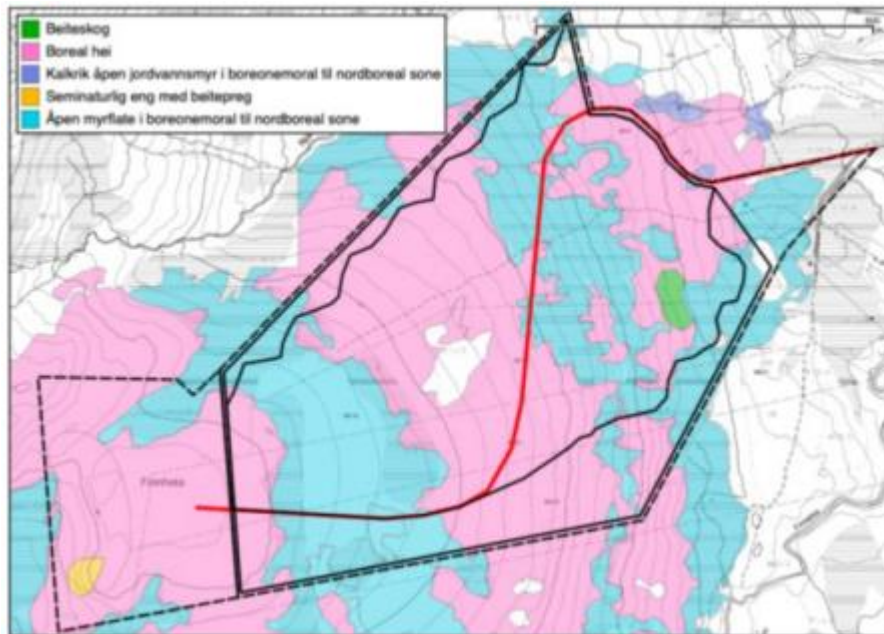 Beiteskog
Boreal hei
Kalkrik åpen jordvannsmyr i boreonemoral til nordboreal sone
Seminaturlig eng med beitepreg
Åpen myrflate i boreonemoral til nordboreal sone